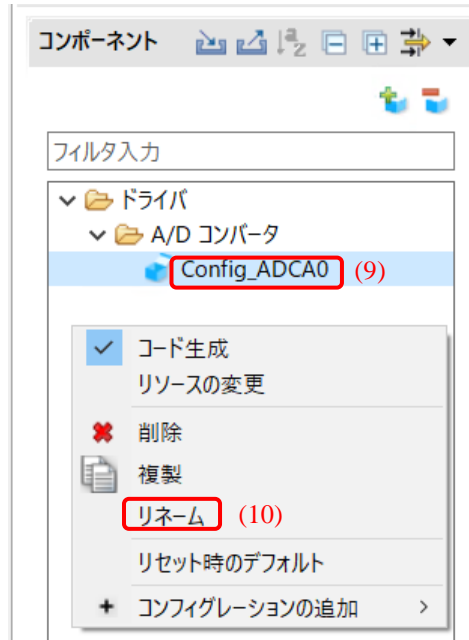 コンポーネント
フィルタ入力
ドライバ
A/D コンバータ
Config_ADCA0 (9)
コード生成
リソースの変更
削除
複製
リネーム (10)
リセット時のデフォルト
コンフィグレーションの追加